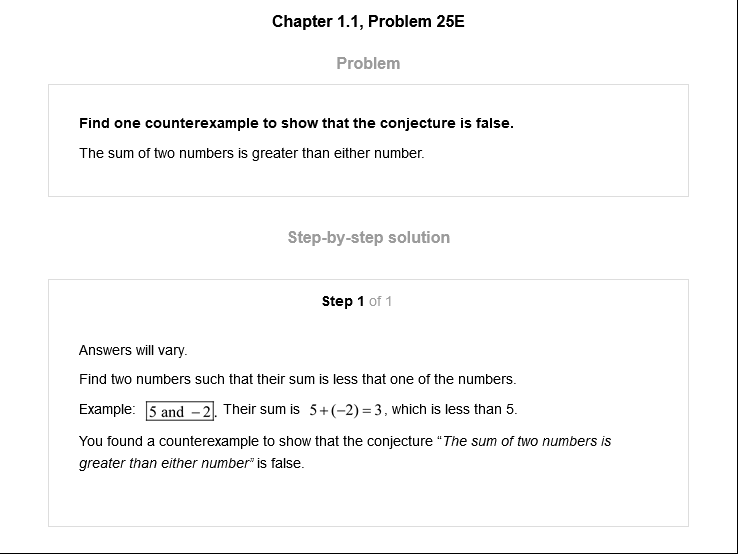 Chapter 1.1, Problem 25E
Problem
Find one counterexample to show that the conjecture is false.
The sum of two numbers is greater than either number.
Step-by-step solution
Step 1 of 1
Answers will vary.
Find two numbers such that their sum is less that one of the numbers.
Example: 5 and −2. Their sum is 5+(−2)=3, which is less than 5.
You found a counterexample to show that the conjecture “The sum of two numbers is
greater than either number” is false.